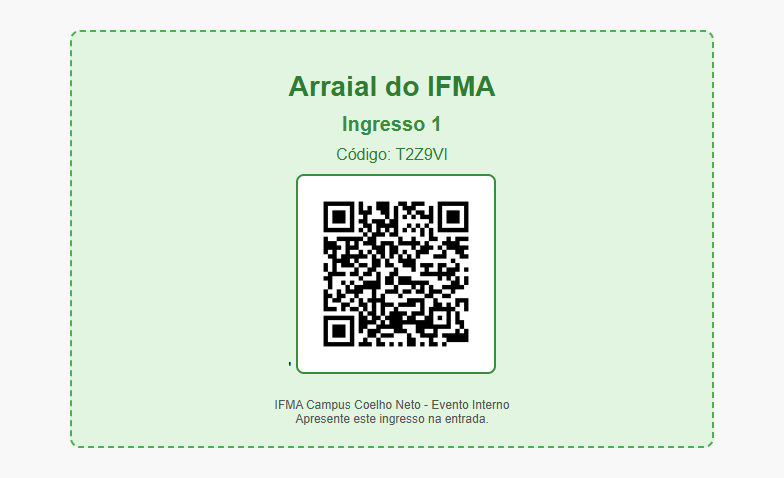 Arraial do IFMA
Ingresso 1
Código: T2Z9VI
'
IFMA Campus Coelho Neto - Evento Interno
Apresente este ingresso na entrada.